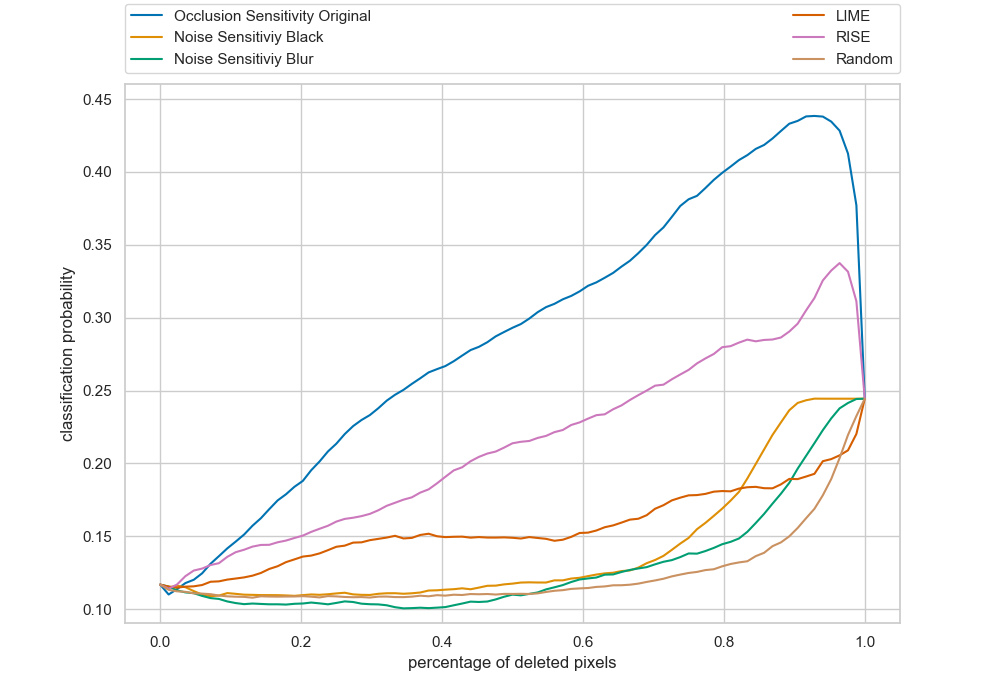 Occlusion Sensitivity Original
Noise Sensitiviy Black
Noise Sensitiviy Blur
LIME
RISE
Random
0.45
0.40
0.35
0.30
0.25
0.20
0.15
0.10
classification probability
0.0 0.2 0.4 0.6 0.8 1.0
percentage of deleted pixels